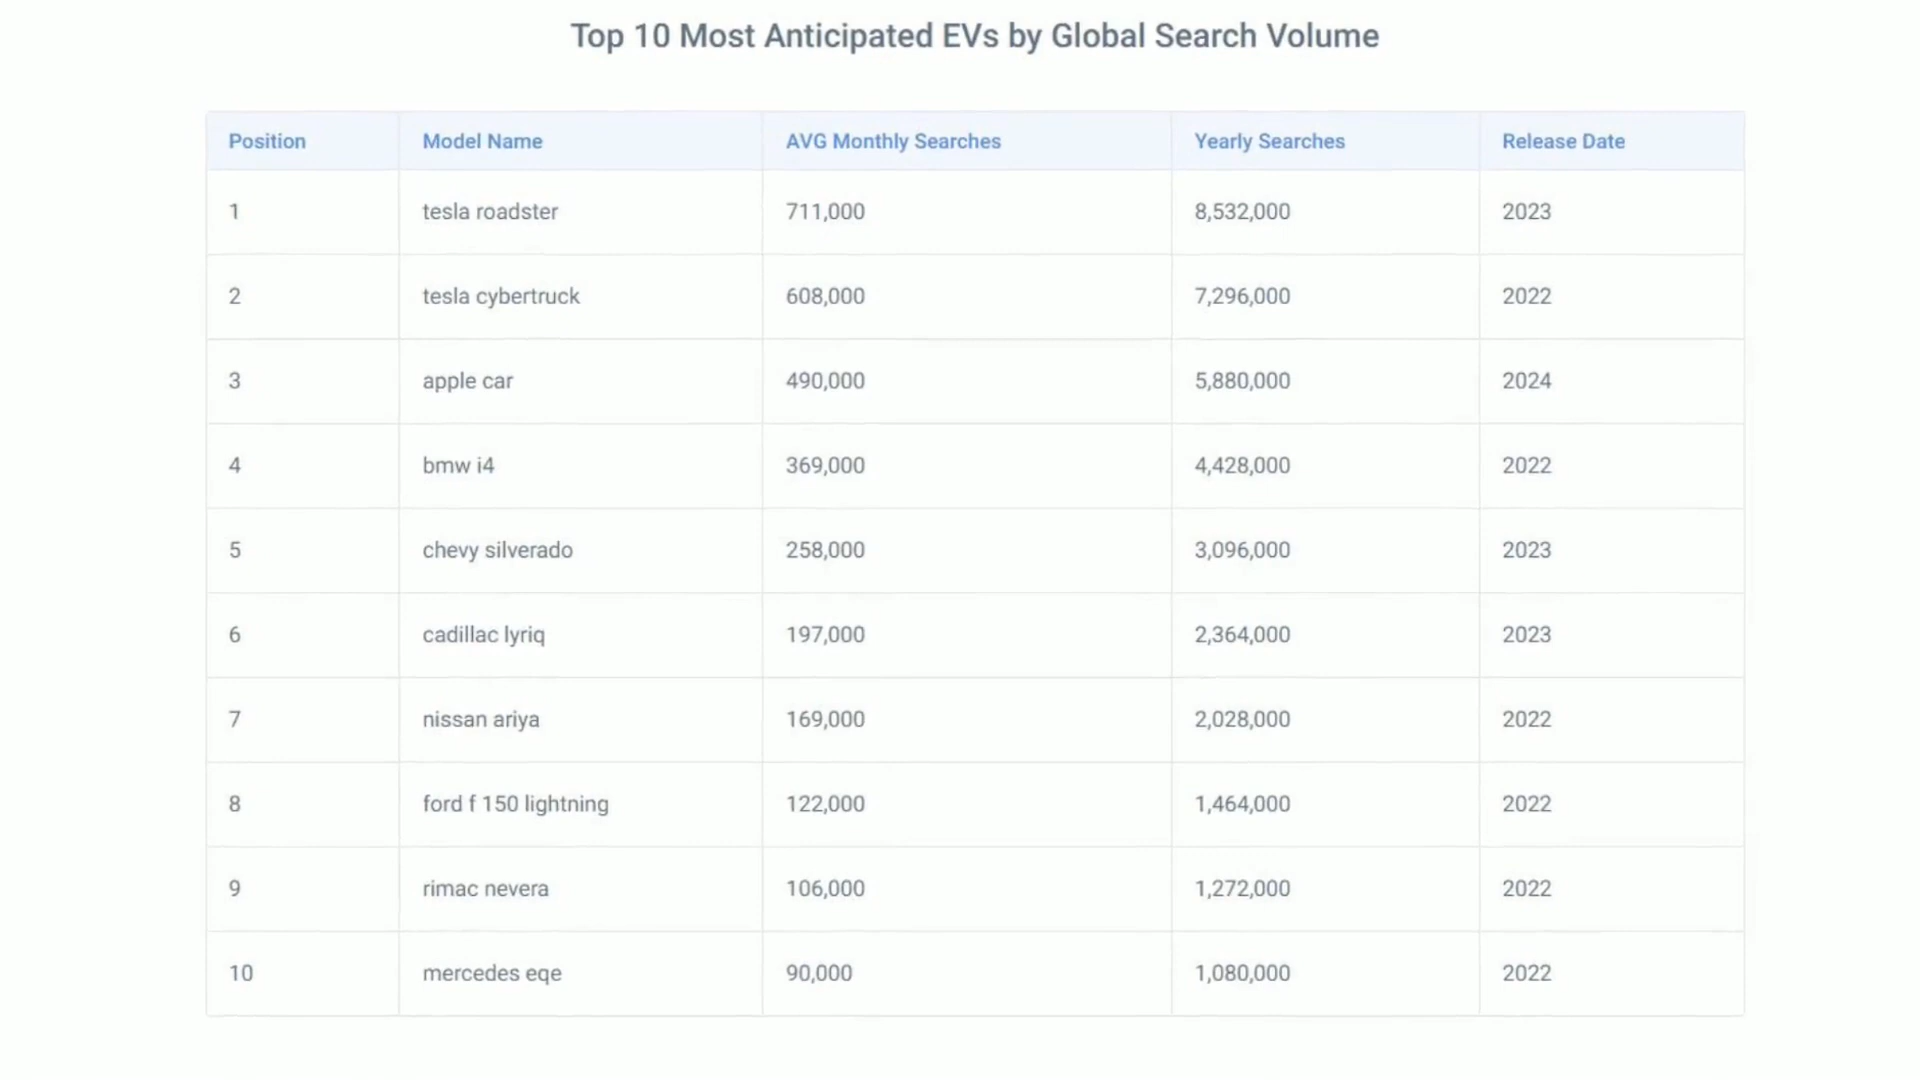 Top 10 Most Anticipated EVs by Global Search Volume
Position Model Name AVG Monthly Searches Yearly Searches Release Date
1 tesla roadster 711,000 8,532,000 2023
2 tesla cybertruck 608,000 7,296,000 2022
3 apple car 490,000 5,880,000 2024
4 bmw i4 369,000 4,428,000 2022
5 chevy silverado 258,000 3,096,000 2023
6 cadillac lyriq 197,000 2,364,000 2023
7 nissan ariya 169,000 2,028,000 2022
8 ford f 150 lightning 122,000 1,464,000 2022
9 rimac nevera 106,000 1,272,000 2022
10 mercedes eqe 90,000 1,080,000 2022